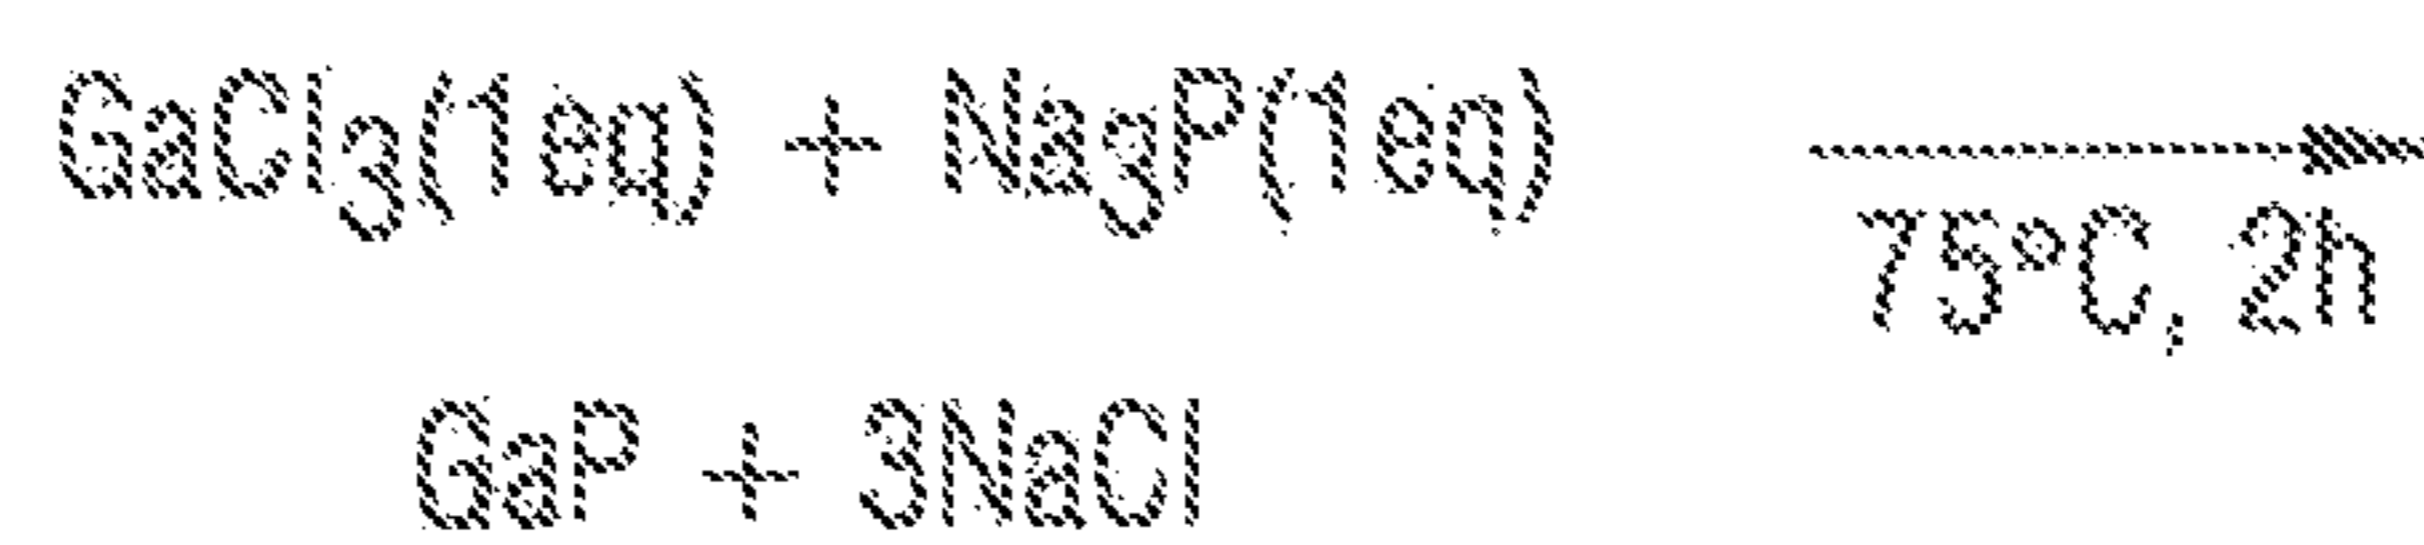 GaCl₃(1eq) + Na₃P(1eq) ⟶
75°C, 2h
GaP + 3NaCl